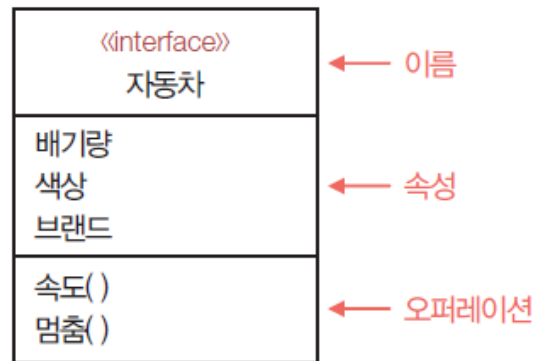 《interface》
자동차
이름
배기량
색상
브랜드
속성
속도( )
멈춤( )
오퍼레이션